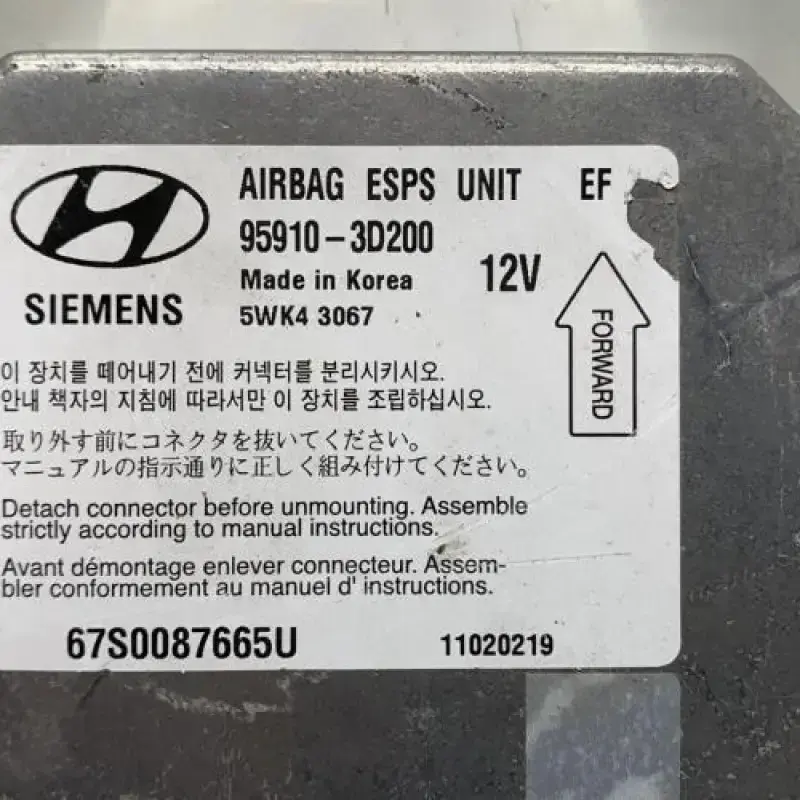 AIRBAG ESPS UNIT EF
95910-3D200
Made in Korea
12V
SIEMENS
5WK4 3067
FORWARD
이 장치를 떼어내기 전에 커넥터를 분리시키시오.
안내 책자의 지침에 따라서만 이 장치를 조립하십시오.
取り外す前にコネクタを抜いてください。
マニュアルの指示通りに正しく組み付けてください。
Detach connector before unmounting. Assemble
strictly according to manual instructions.
Avant démontage enlever connecteur. Assem-
bler conformement au manuel d' instructions.
67S0087665U
11020219